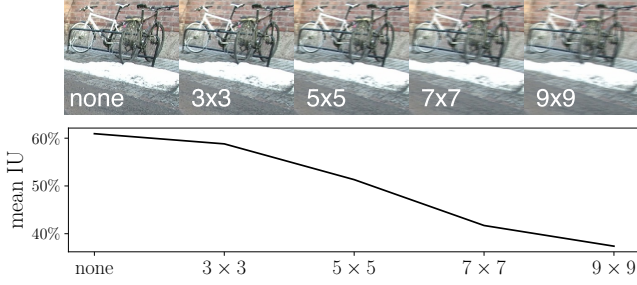 none 3x3 5x5 7x7 9x9
mean IU
60%
50%
40%
none 3 × 3 5 × 5 7 × 7 9 × 9